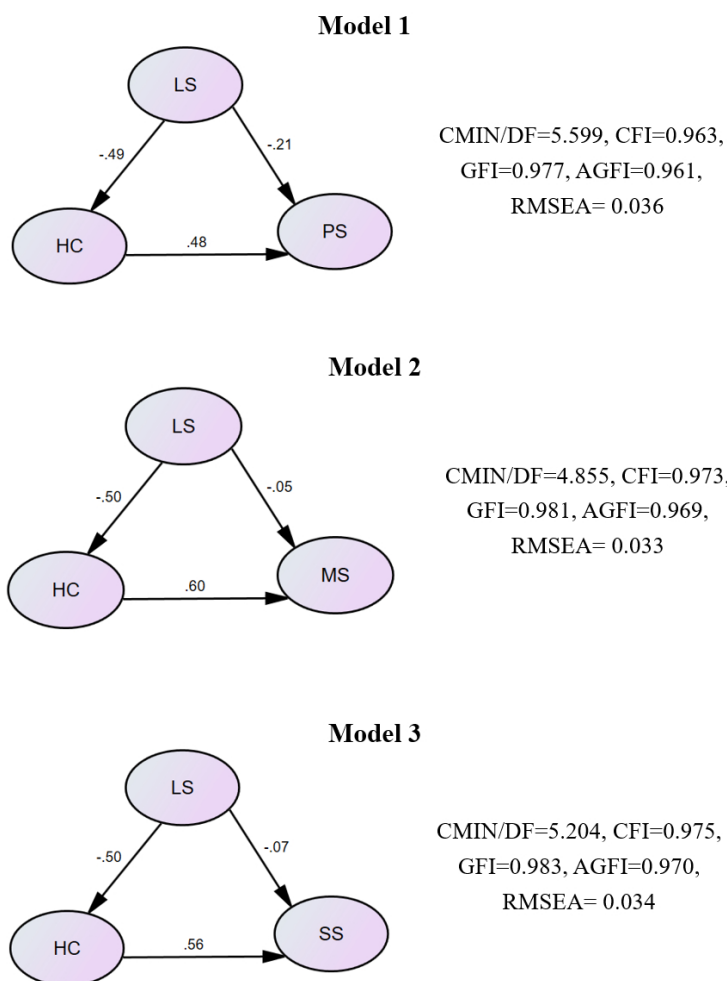 Model 1
LS
-.49
-.21
HC
.48
PS
CMIN/DF=5.599, CFI=0.963,
GFI=0.977, AGFI=0.961,
RMSEA= 0.036
Model 2
LS
-.50
-.05
HC
.60
MS
CMIN/DF=4.855, CFI=0.973,
GFI=0.981, AGFI=0.969,
RMSEA= 0.033
Model 3
LS
-.50
-.07
HC
.56
SS
CMIN/DF=5.204, CFI=0.975,
GFI=0.983, AGFI=0.970,
RMSEA= 0.034